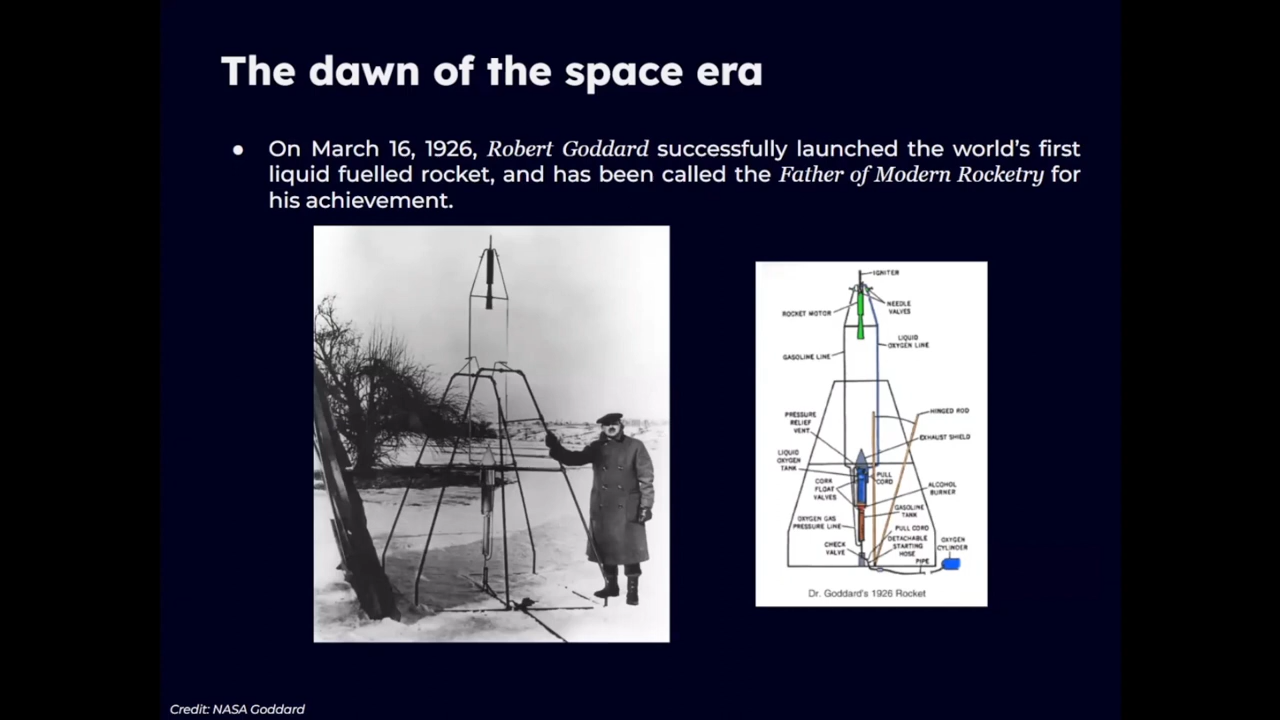 The dawn of the space era
● On March 16, 1926, Robert Goddard successfully launched the world's first
liquid fuelled rocket, and has been called the Father of Modern Rocketry for
his achievement.
IGNITER
NEEDLE
VALVES
ROCKET MOTOR
LIQUID
OXYGEN LINE
GASOLINE LINE
HINGED ROD
PRESSURE
RELIEF
VENT
EXHAUST SHIELD
LIQUID
OXYGEN
TANK
PULL
CORD
CORK
FLOAT
VALVES
ALCOHOL
BURNER
GASOLINE
TANK
OXYGEN GAS
PRESSURE LINE
PULL CORD
DETACHABLE
STARTING
HOSE
OXYGEN
CYLINDER
CHECK
VALVE
PIPE
Dr. Goddard's 1926 Rocket
Credit: NASA Goddard